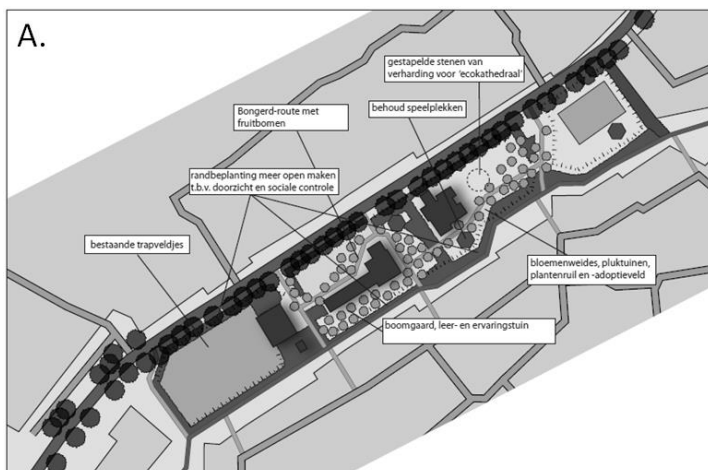 A.
gestapelde stenen van
verharding voor 'ecokathedraal'
behoud speelplekken
Bongerd-route met
fruitbomen
randbeplanting meer open maken
t.b.v. doorzicht en sociale controle
bestaande trapveldjes
bloemenweides, pluktuinen,
plantenruil en -adoptieveld
boomgaard, leer- en ervaringstuin